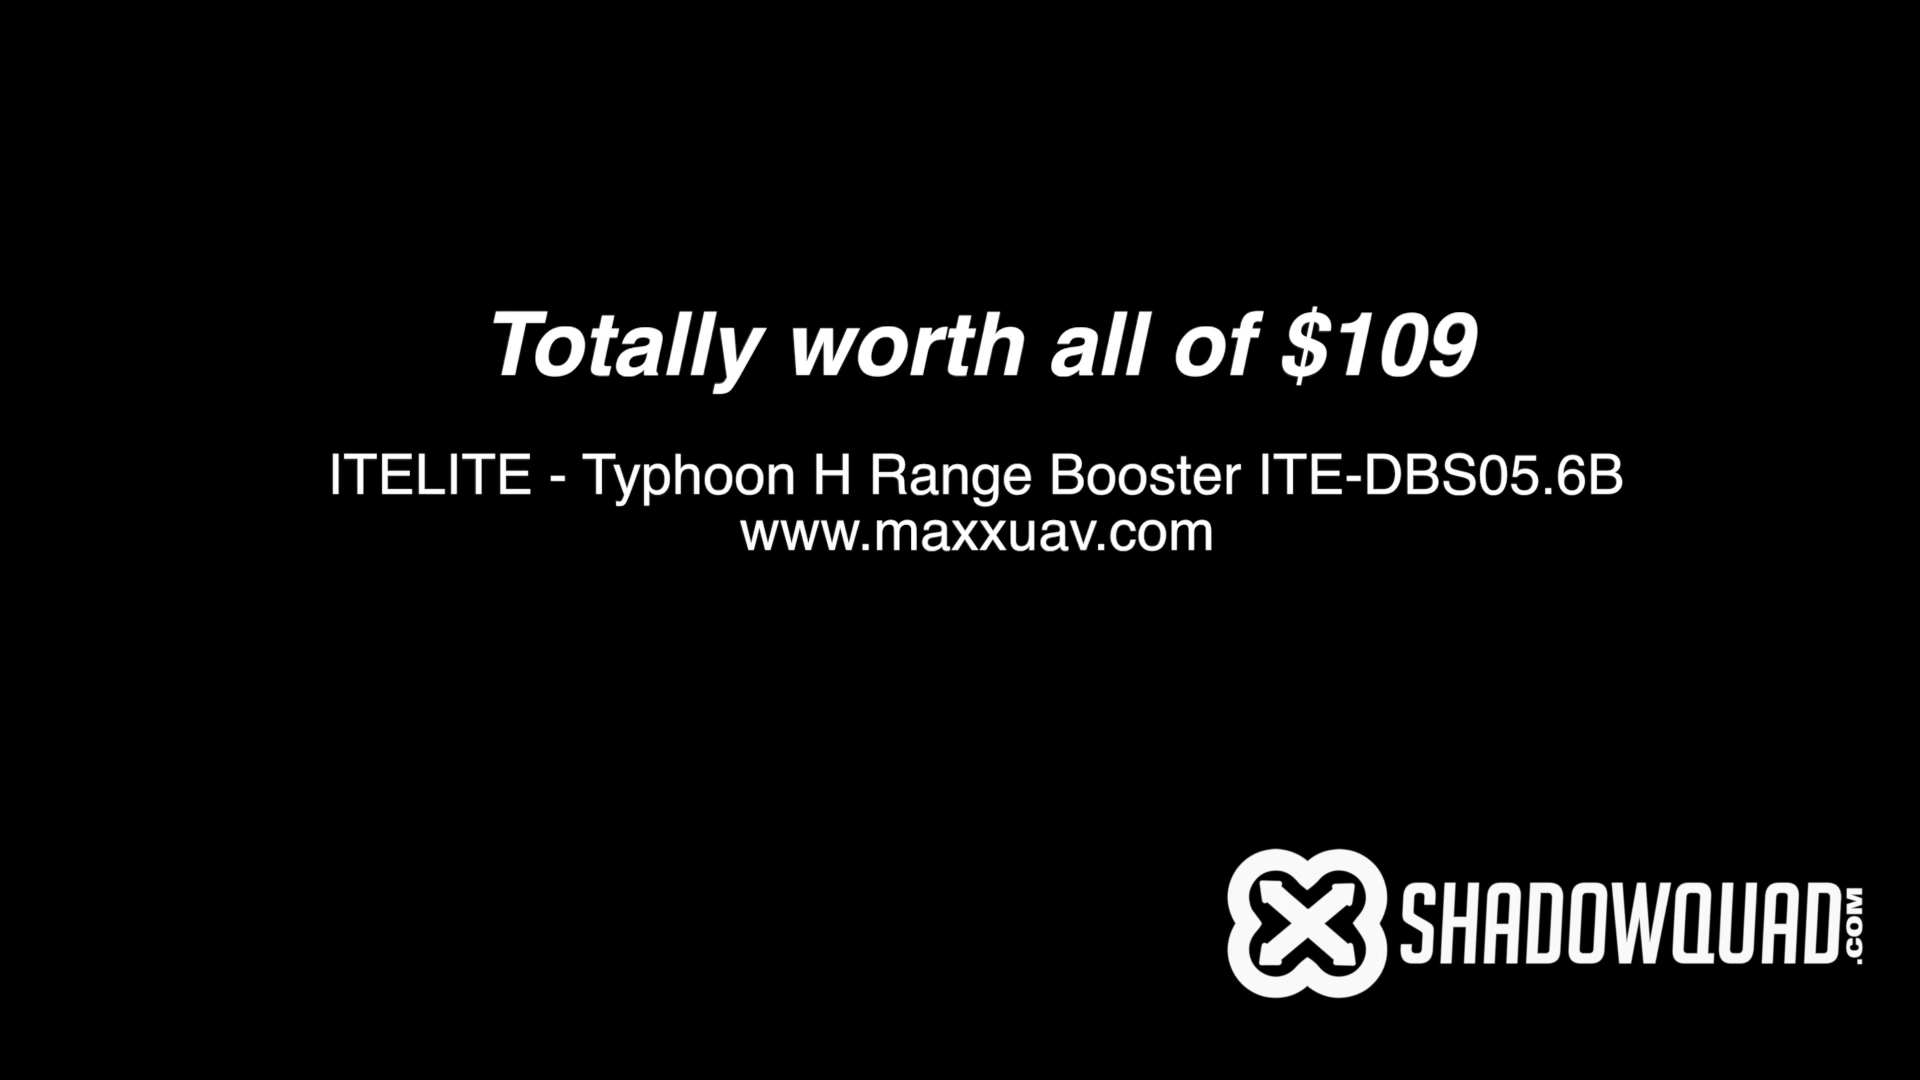 Totally worth all of $109
ITELITE - Typhoon H Range Booster ITE-DBS05.6B
www.maxxuav.com
SHADOWQUAD.COM